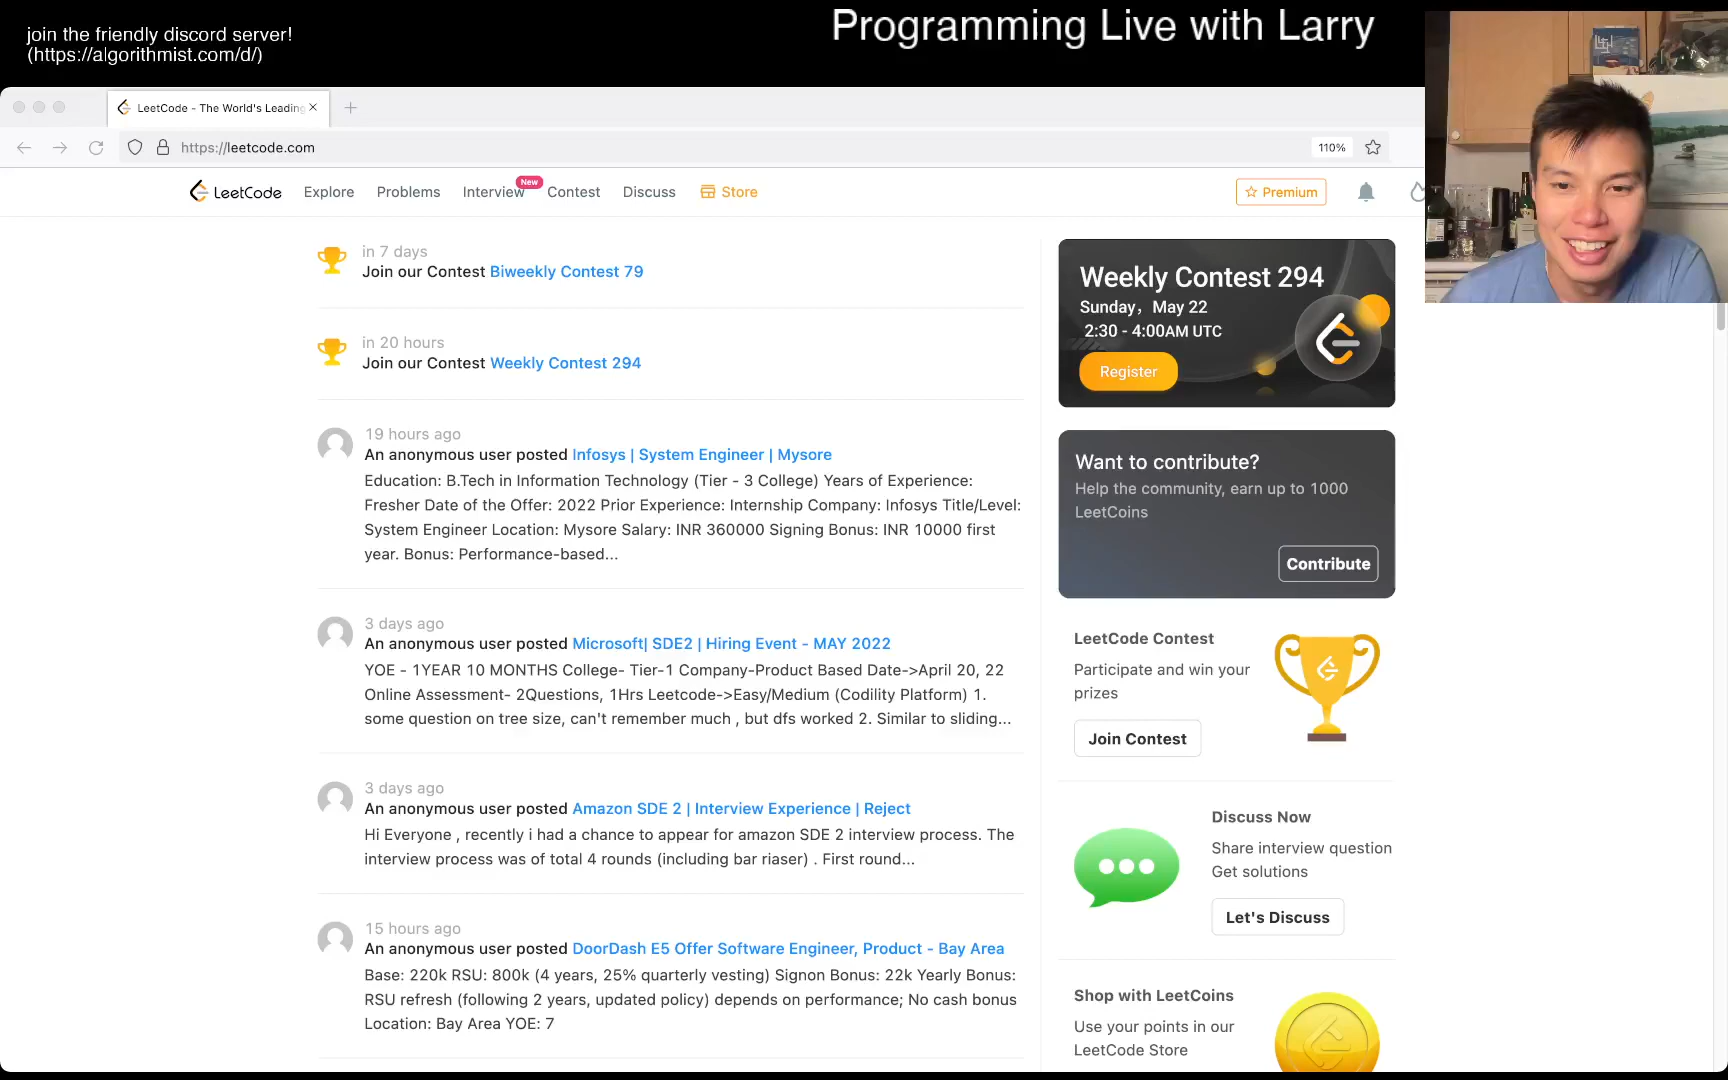 join the friendly discord server!
(https://algorithmist.com/d/)
Programming Live with Larry
LeetCode - The World's Leading
https://leetcode.com
110%
LeetCode
Explore
Problems
Interview
New
Contest
Discuss
Store
Premium
in 7 days
Join our Contest Biweekly Contest 79
in 20 hours
Join our Contest Weekly Contest 294
19 hours ago
An anonymous user posted Infosys | System Engineer | Mysore
Education: B.Tech in Information Technology (Tier - 3 College) Years of Experience:
Fresher Date of the Offer: 2022 Prior Experience: Internship Company: Infosys Title/Level:
System Engineer Location: Mysore Salary: INR 360000 Signing Bonus: INR 10000 first
year. Bonus: Performance-based...
3 days ago
An anonymous user posted Microsoft| SDE2 | Hiring Event - MAY 2022
YOE - 1YEAR 10 MONTHS College- Tier-1 Company-Product Based Date->April 20, 22
Online Assessment- 2Questions, 1Hrs Leetcode->Easy/Medium (Codility Platform) 1.
some question on tree size, can't remember much , but dfs worked 2. Similar to sliding...
3 days ago
An anonymous user posted Amazon SDE 2 | Interview Experience | Reject
Hi Everyone , recently i had a chance to appear for amazon SDE 2 interview process. The
interview process was of total 4 rounds (including bar riaser) . First round...
15 hours ago
An anonymous user posted DoorDash E5 Offer Software Engineer, Product - Bay Area
Base: 220k RSU: 800k (4 years, 25% quarterly vesting) Signon Bonus: 22k Yearly Bonus:
RSU refresh (following 2 years, updated policy) depends on performance; No cash bonus
Location: Bay Area YOE: 7
Weekly Contest 294
Sunday，May 22
2:30 - 4:00AM UTC
Register
Want to contribute?
Help the community, earn up to 1000
LeetCoins
Contribute
LeetCode Contest
Participate and win your
prizes
Join Contest
Discuss Now
Share interview question
Get solutions
Let's Discuss
Shop with LeetCoins
Use your points in our
LeetCode Store